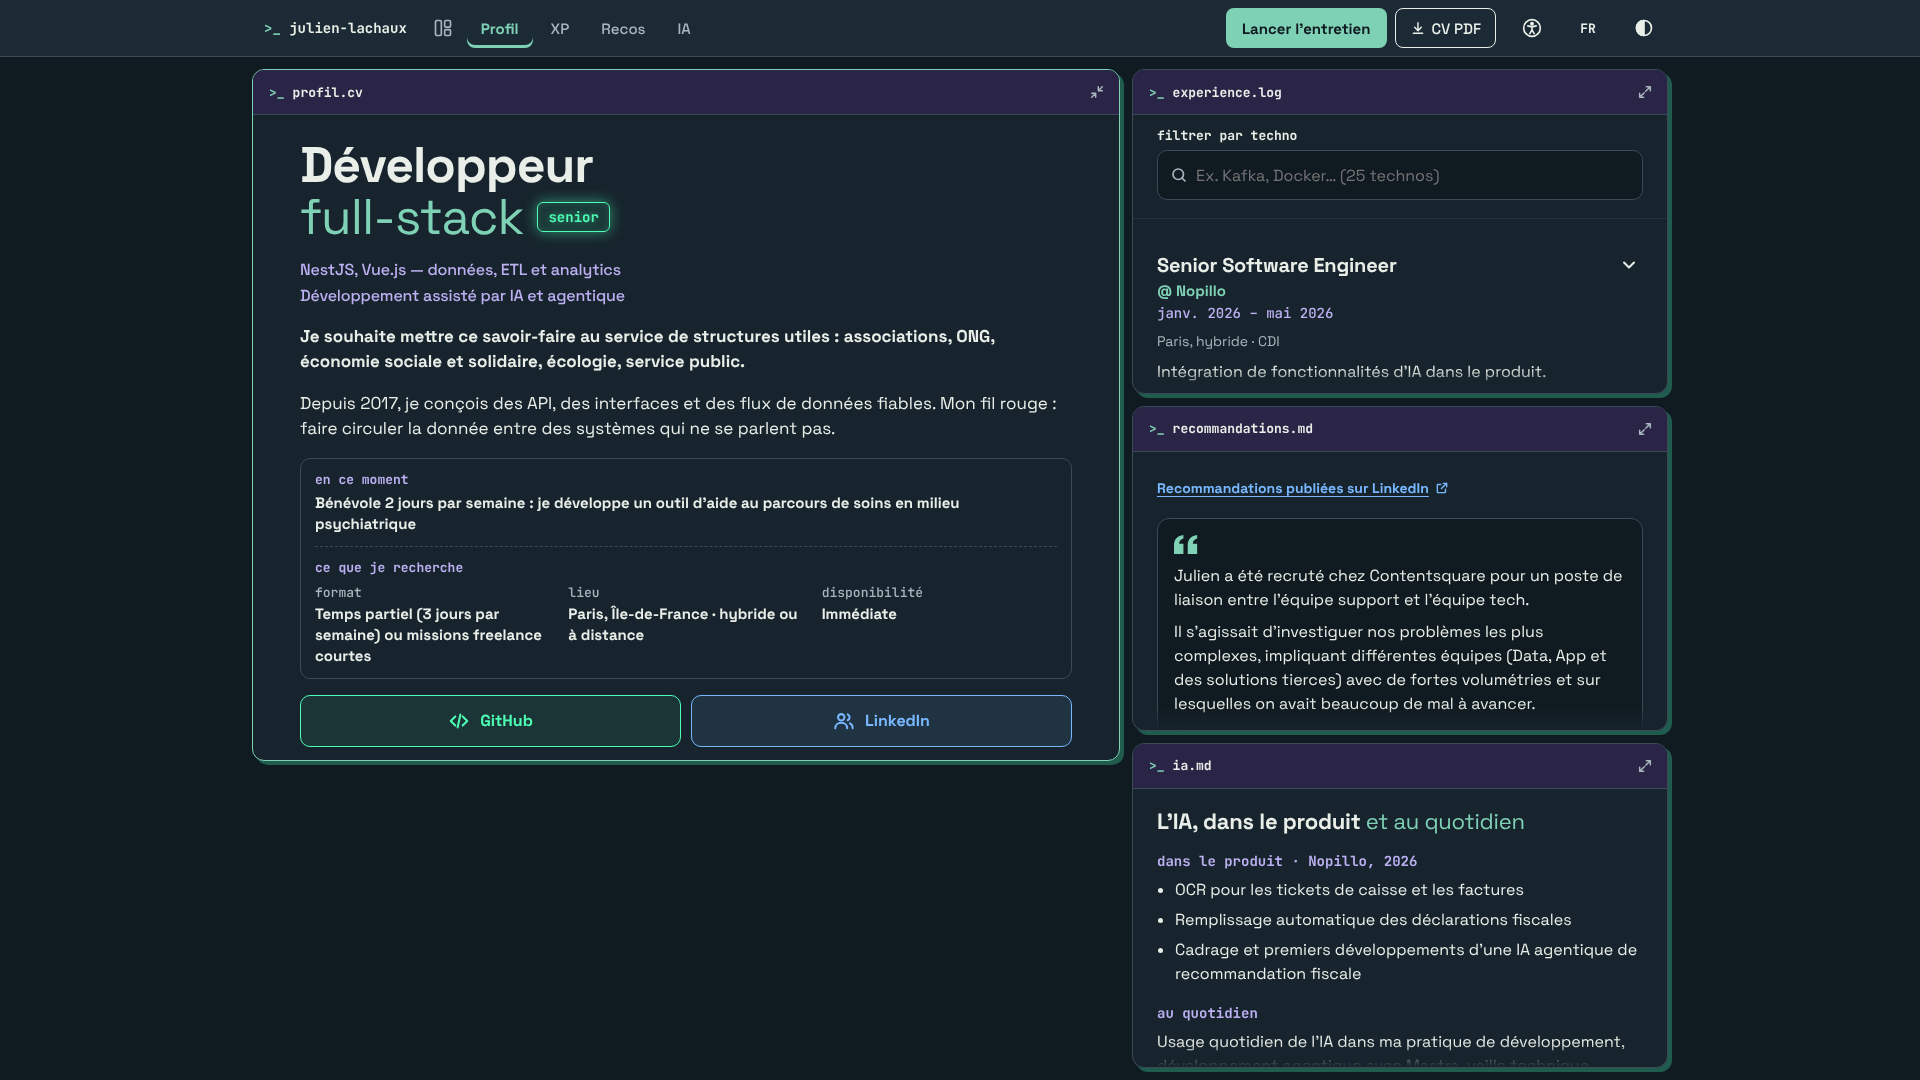 >_ julien-lachaux
Profil
XP
Recos
IA
Lancer l'entretien
CV PDF
FR
>_ profil.cv
Développeur
full-stack senior
NestJS, Vue.js — données, ETL et analytics
Développement assisté par IA et agentique
Je souhaite mettre ce savoir-faire au service de structures utiles : associations, ONG,
économie sociale et solidaire, écologie, service public.
Depuis 2017, je conçois des API, des interfaces et des flux de données fiables. Mon fil rouge :
faire circuler la donnée entre des systèmes qui ne se parlent pas.
en ce moment
Bénévole 2 jours par semaine : je développe un outil d'aide au parcours de soins en milieu
psychiatrique
ce que je recherche
format
Temps partiel (3 jours par
semaine) ou missions freelance
courtes
lieu
Paris, Île-de-France · hybride ou
à distance
disponibilité
Immédiate
GitHub
LinkedIn
>_ experience.log
filtrer par techno
Ex. Kafka, Docker… (25 technos)
Senior Software Engineer
@ Nopillo
janv. 2026 – mai 2026
Paris, hybride · CDI
Intégration de fonctionnalités d'IA dans le produit.
>_ recommandations.md
Recommandations publiées sur LinkedIn
Julien a été recruté chez Contentsquare pour un poste de
liaison entre l'équipe support et l'équipe tech.
Il s'agissait d'investiguer nos problèmes les plus
complexes, impliquant différentes équipes (Data, App et
des solutions tierces) avec de fortes volumétries et sur
lesquelles on avait beaucoup de mal à avancer.
>_ ia.md
L'IA, dans le produit et au quotidien
dans le produit · Nopillo, 2026
• OCR pour les tickets de caisse et les factures
• Remplissage automatique des déclarations fiscales
• Cadrage et premiers développements d'une IA agentique de
recommandation fiscale
au quotidien
Usage quotidien de l'IA dans ma pratique de développement,
développement agentique avec Mastra, veille technique